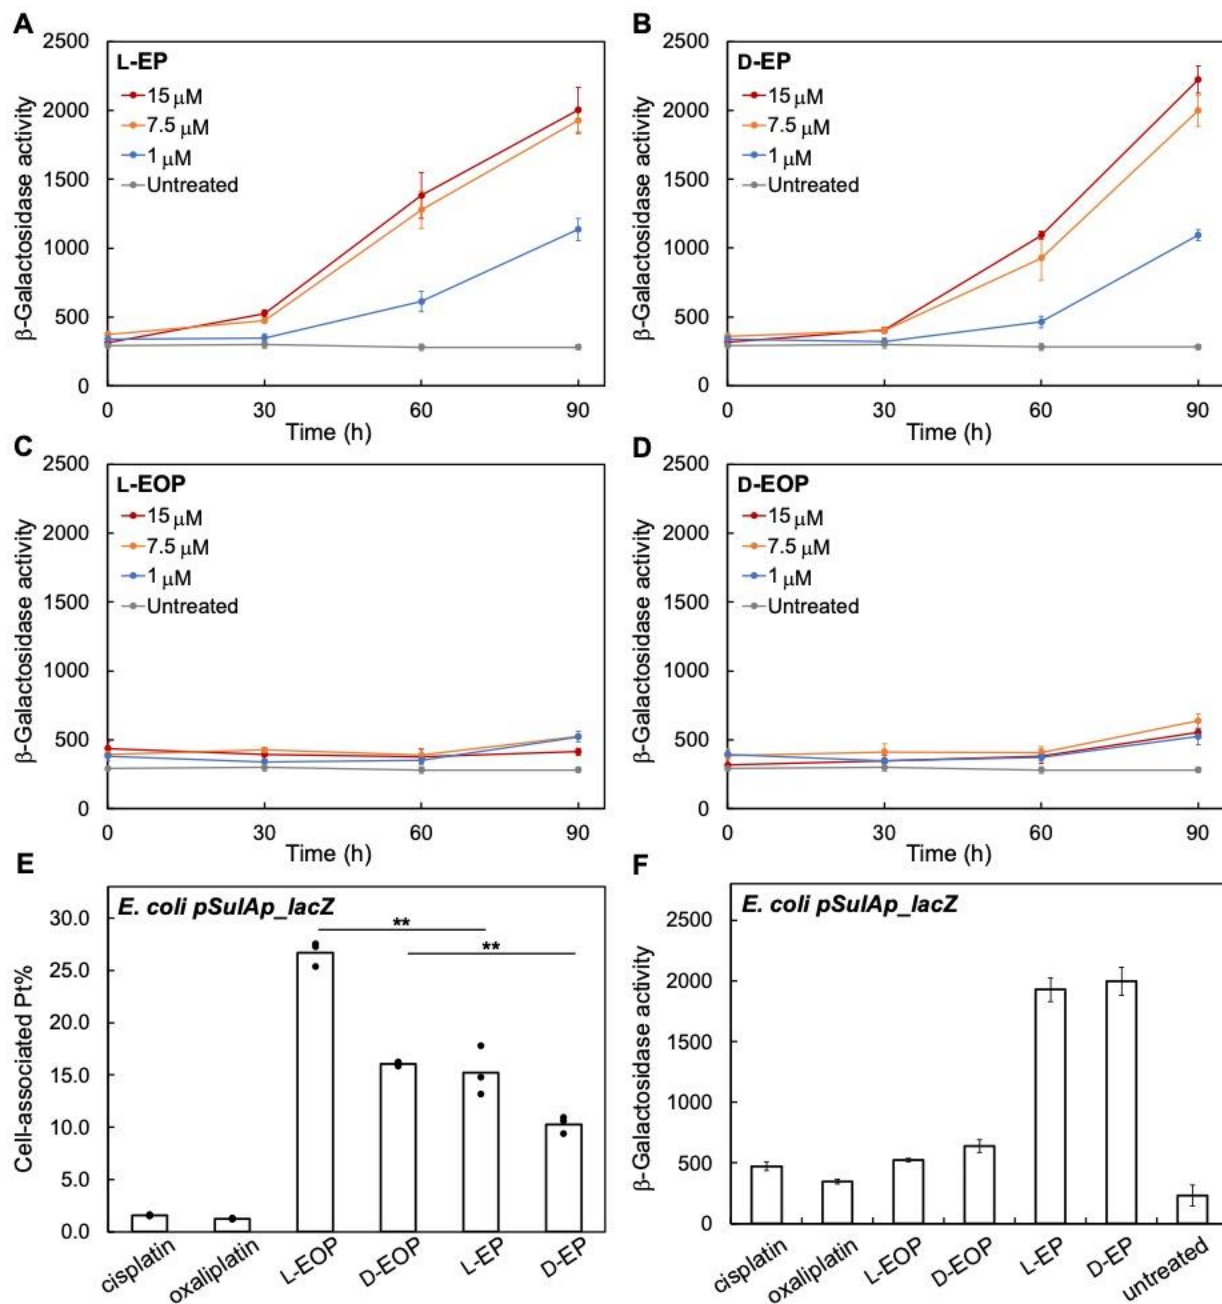 A
L-EP
15 μM
7.5 μM
1 μM
Untreated
β-Galactosidase activity
2500
2000
1500
1000
500
0
0 30 60 90
Time (h)
B
D-EP
15 μM
7.5 μM
1 μM
Untreated
β-Galactosidase activity
2500
2000
1500
1000
500
0
0 30 60 90
Time (h)
C
L-EOP
15 μM
7.5 μM
1 μM
Untreated
β-Galactosidase activity
2500
2000
1500
1000
500
0
0 30 60 90
Time (h)
D
D-EOP
15 μM
7.5 μM
1 μM
Untreated
β-Galactosidase activity
2500
2000
1500
1000
500
0
0 30 60 90
Time (h)
E
E. coli pSulAp_lacZ
**
**
Cell-associated Pt%
30.0
25.0
20.0
15.0
10.0
5.0
0.0
cisplatin oxaliplatin L-EOP D-EOP L-EP D-EP
F
E. coli pSulAp_lacZ
β-Galactosidase activity
2500
2000
1500
1000
500
0
cisplatin oxaliplatin L-EOP D-EOP L-EP D-EP untreated